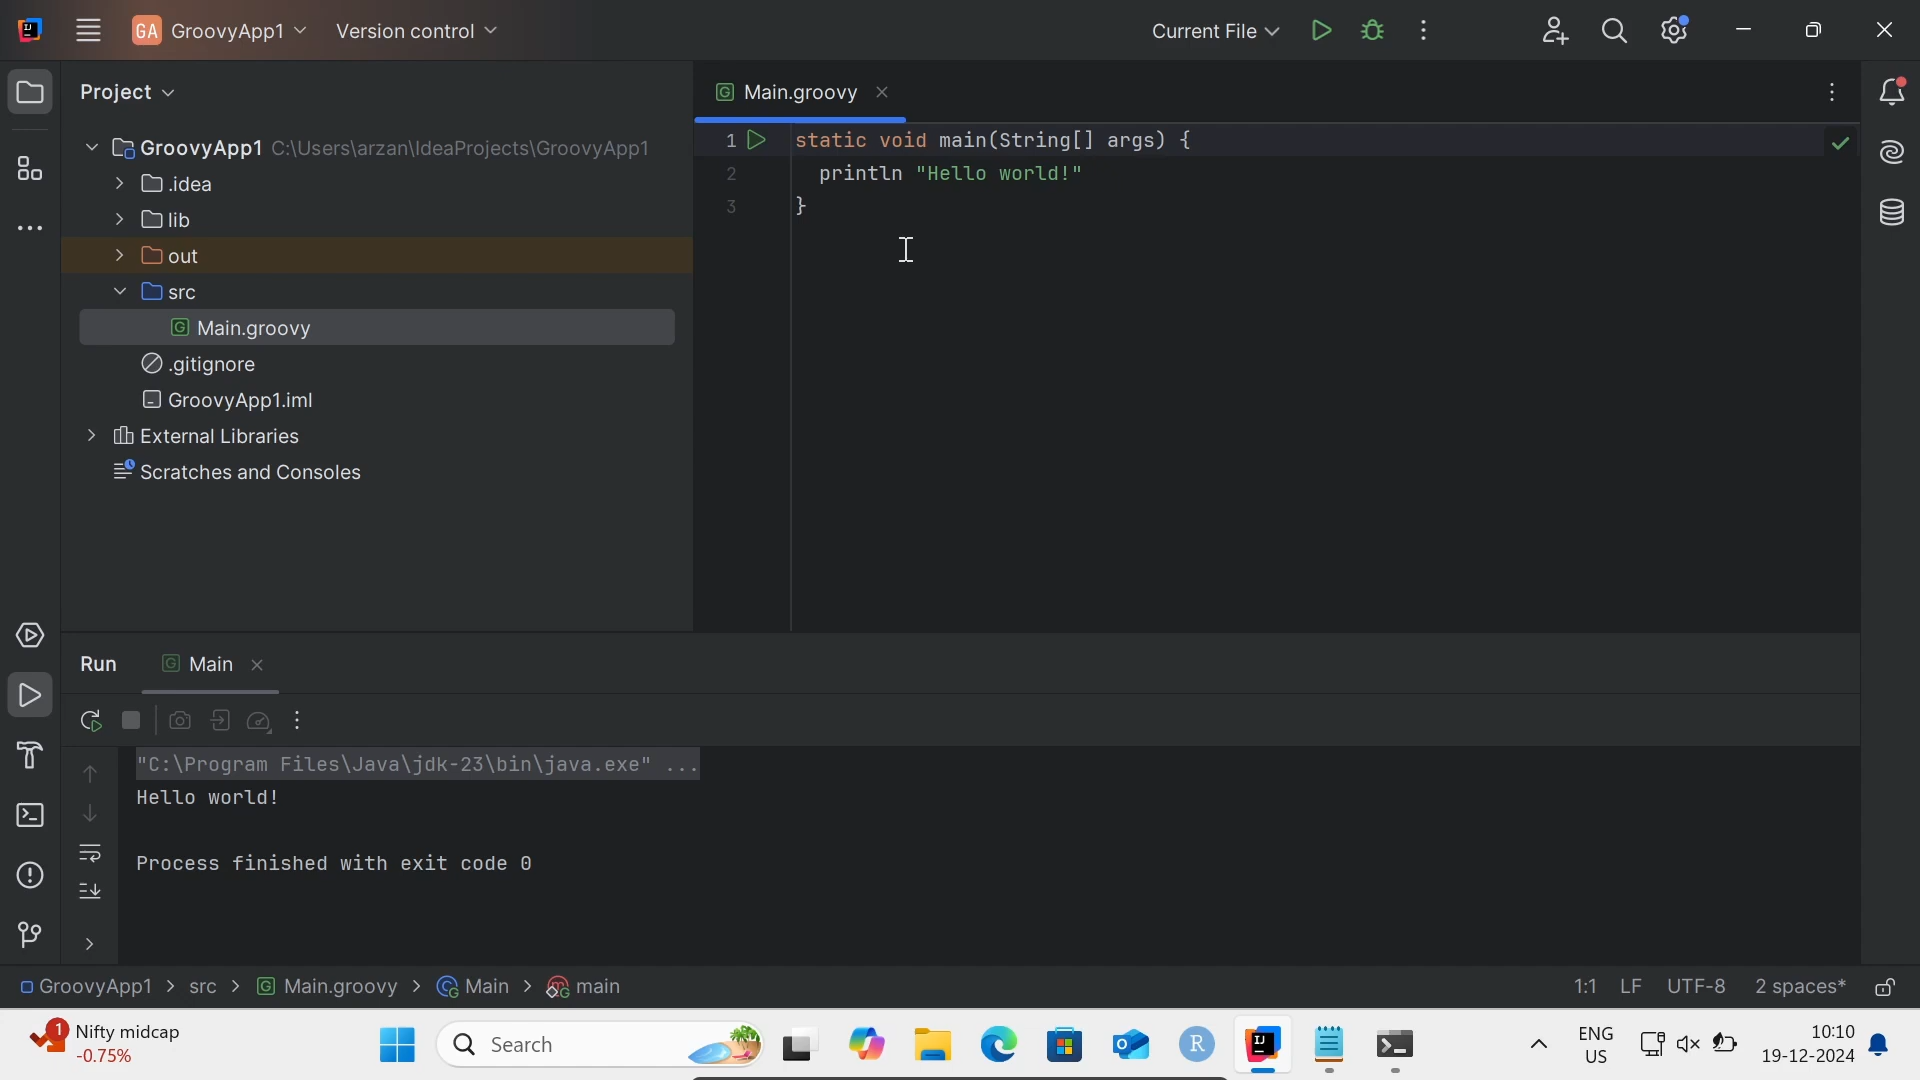 GA GroovyApp1 Version control Current File
Project
Main.groovy
GroovyApp1 C:\Users\arzan\IdeaProjects\GroovyApp1
.idea
lib
out
src
Main.groovy
.gitignore
GroovyApp1.iml
External Libraries
Scratches and Consoles
1 static void main(String[] args) {
2 println "Hello world!"
3 }
Run Main
"C:\Program Files\Java\jdk-23\bin\java.exe" ...
Hello world!
Process finished with exit code 0
GroovyApp1 > src > Main.groovy > Main > main 1:1 LF UTF-8 2 spaces*
1 Nifty midcap
-0.75%
Search
ENG
US
10:10
19-12-2024